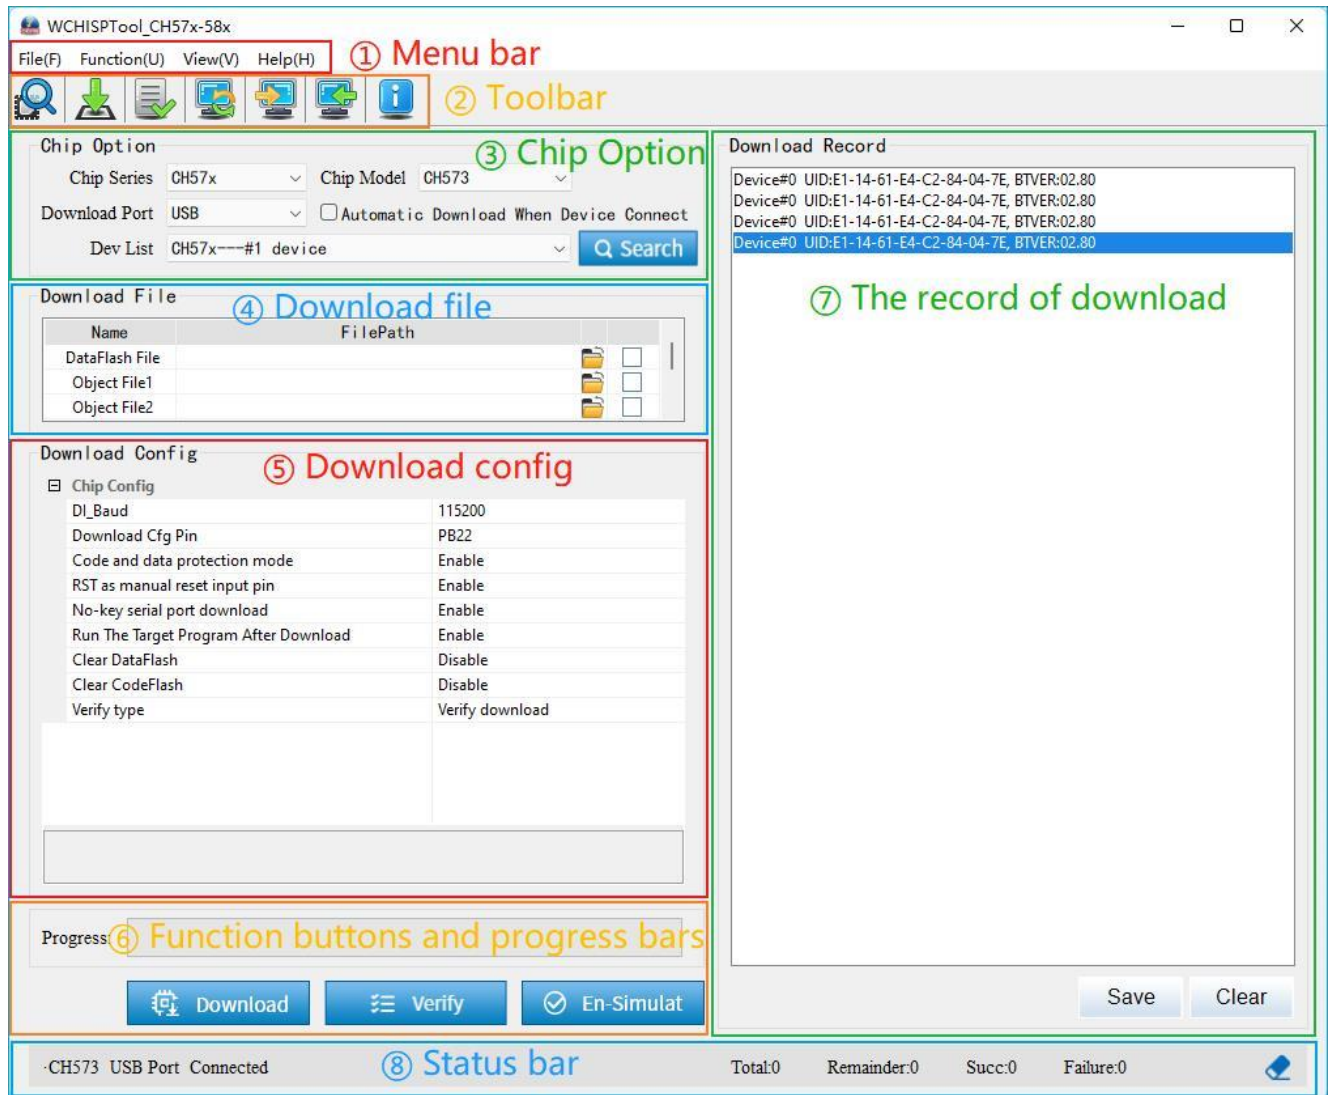 WCHISPTool_CH57x-58x
File(F) Function(U) View(V) Help(H) ① Menu bar
② Toolbar
Chip Option
③ Chip Option
Chip Series CH57x Chip Model CH573
Download Port USB Automatic Download When Device Connect
Dev List CH57x---#1 device Search
Download File
④ Download file
Name FilePath
DataFlash File
Object File1
Object File2
Download Config
⑤ Download config
Chip Config
DI_Baud 115200
Download Cfg Pin PB22
Code and data protection mode Enable
RST as manual reset input pin Enable
No-key serial port download Enable
Run The Target Program After Download Enable
Clear DataFlash Disable
Clear CodeFlash Disable
Verify type Verify download
Progress:
⑥ Function buttons and progress bars
Download Verify En-Simulat
Download Record
Device#0 UID:E1-14-61-E4-C2-84-04-7E, BTVER:02.80
Device#0 UID:E1-14-61-E4-C2-84-04-7E, BTVER:02.80
Device#0 UID:E1-14-61-E4-C2-84-04-7E, BTVER:02.80
Device#0 UID:E1-14-61-E4-C2-84-04-7E, BTVER:02.80
⑦ The record of download
Save Clear
·CH573 USB Port Connected ⑧ Status bar Total:0 Remainder:0 Succ:0 Failure:0